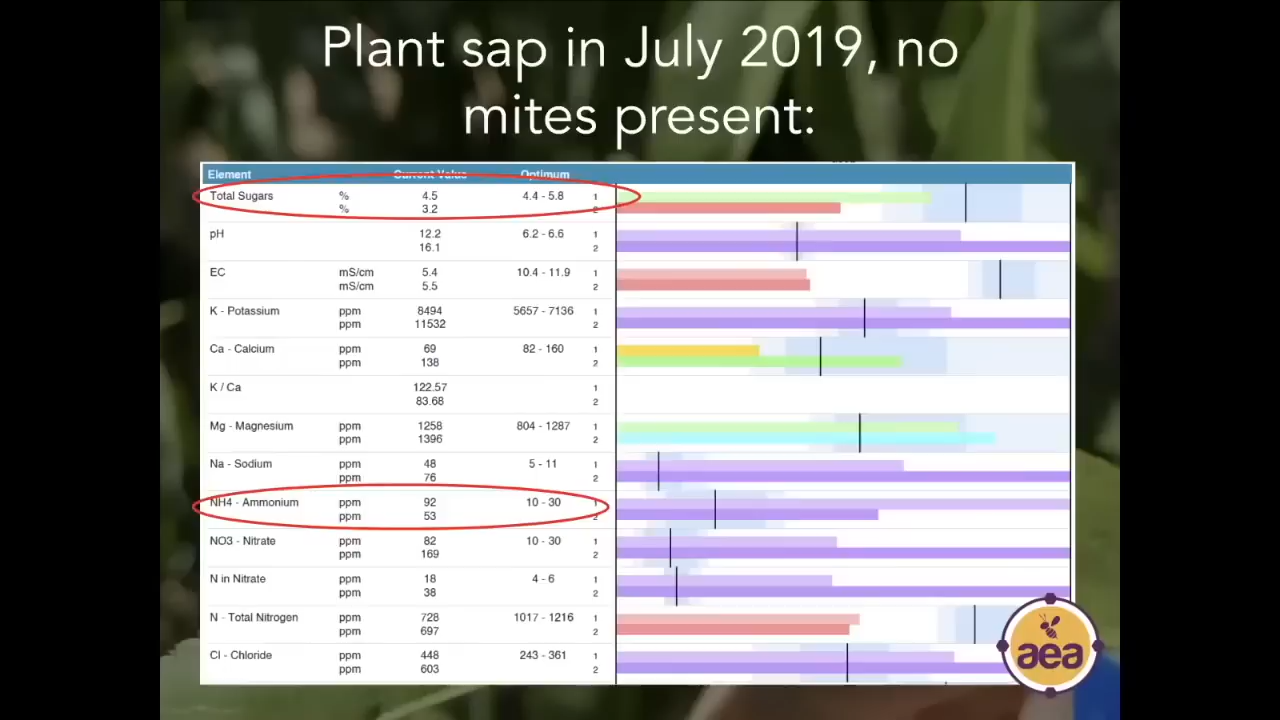 Plant sap in July 2019, no
mites present:
Element Current Value Optimum
Total Sugars % 4.5 4.4 - 5.8 1
% 3.2 2
pH 12.2 6.2 - 6.6 1
16.1 2
EC mS/cm 5.4 10.4 - 11.9 1
mS/cm 5.5 2
K - Potassium ppm 8494 5657 - 7136 1
ppm 11532 2
Ca - Calcium ppm 69 82 - 160 1
ppm 138 2
K / Ca 122.57 1
83.68 2
Mg - Magnesium ppm 1258 804 - 1287 1
ppm 1396 2
Na - Sodium ppm 48 5 - 11 1
ppm 76 2
NH4 - Ammonium ppm 92 10 - 30 1
ppm 53 2
NO3 - Nitrate ppm 82 10 - 30 1
ppm 169 2
N in Nitrate ppm 18 4 - 6 1
ppm 38 2
N - Total Nitrogen ppm 728 1017 - 1216 1
ppm 697 2
Cl - Chloride ppm 448 243 - 361 1
ppm 603 2
aea